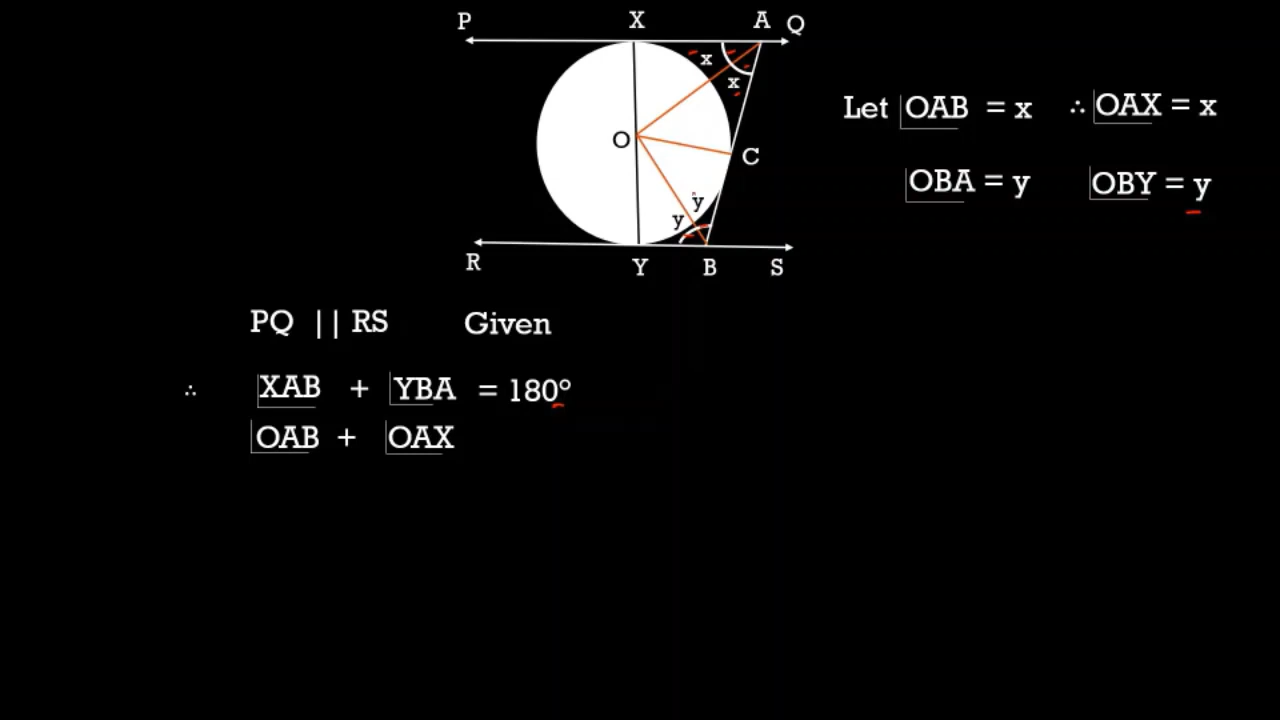 P X A Q
x
x
O
C
y
y
R Y B S
Let OAB = x ∴ OAX = x
OBA = y OBY = y
PQ || RS Given
∴ XAB + YBA = 180°
OAB + OAX